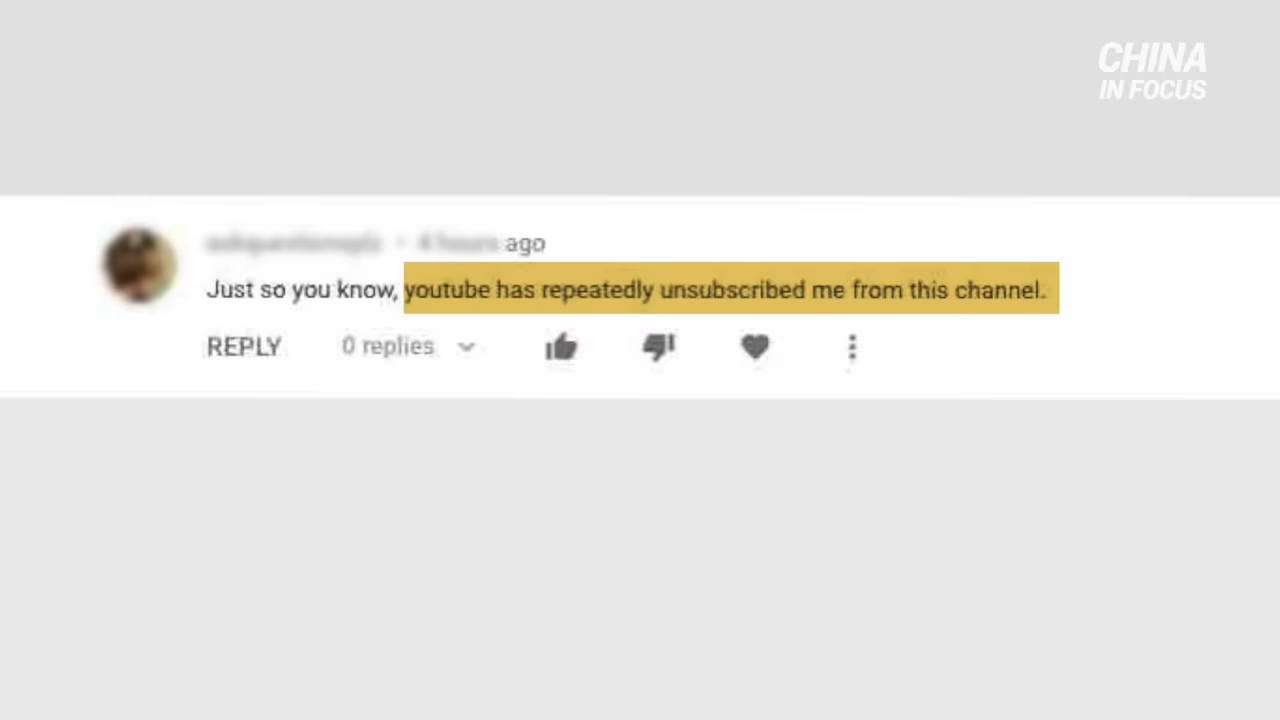 CHINA
IN FOCUS
ago
Just so you know, youtube has repeatedly unsubscribed me from this channel.
REPLY
0 replies